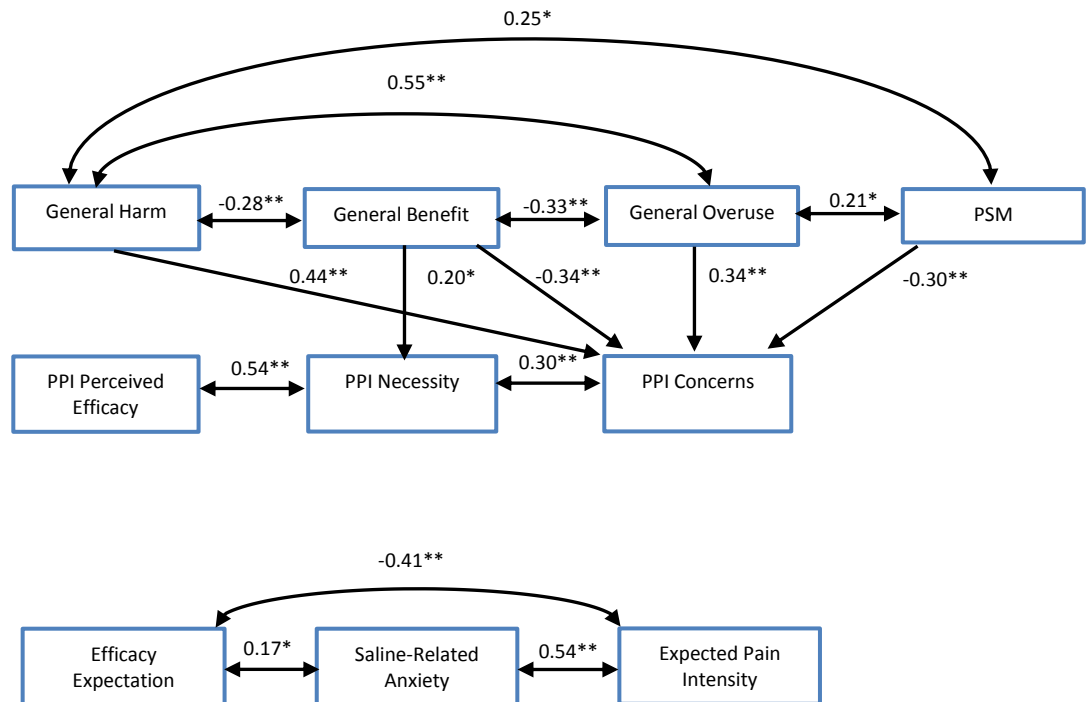 0.25*
0.55**
General Harm
-0.28**
General Benefit
-0.33**
General Overuse
0.21*
PSM
0.44**
0.20*
-0.34**
0.34**
-0.30**
PPI Perceived
Efficacy
0.54**
PPI Necessity
0.30**
PPI Concerns
-0.41**
Efficacy
Expectation
0.17*
Saline-Related
Anxiety
0.54**
Expected Pain
Intensity